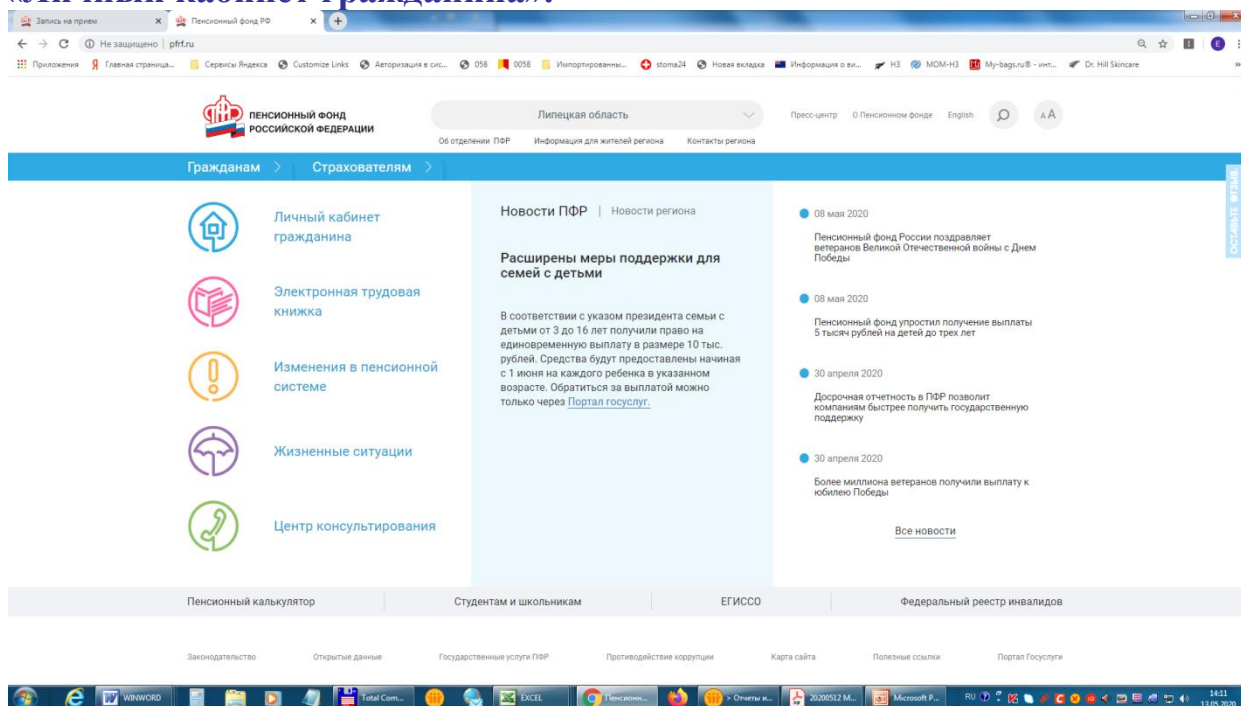 «Личный кабинет гражданина».
Запись на прием
Пенсионный фонд РФ
Не защищено | pfrf.ru
Приложения
Главная страница...
Сервисы Яндекса
Customize Links
Авторизация в сис...
058
0058
Импортированны...
stoma24
Новая вкладка
Информация о ви...
НЗ
МОМ-НЗ
My-bags.ru® - инт...
Dr. Hill Skincare
»
ПЕНСИОННЫЙ ФОНД
РОССИЙСКОЙ ФЕДЕРАЦИИ
Липецкая область
Пресс-центр
О Пенсионном фонде
English
А А
Об отделении ПФР
Информация для жителей региона
Контакты региона
Гражданам
Страхователям
ОСТАВЬТЕ ОТЗЫВ
Личный кабинет
гражданина
Электронная трудовая
книжка
Изменения в пенсионной
системе
Жизненные ситуации
Центр консультирования
Новости ПФР | Новости региона
Расширены меры поддержки для
семей с детьми
В соответствии с указом президента семьи с
детьми от 3 до 16 лет получили право на
единовременную выплату в размере 10 тыс.
рублей. Средства будут предоставлены начиная
с 1 июня на каждого ребенка в указанном
возрасте. Обратиться за выплатой можно
только через Портал госуслуг.
08 мая 2020
Пенсионный фонд России поздравляет
ветеранов Великой Отечественной войны с Днем
Победы
08 мая 2020
Пенсионный фонд упростил получение выплаты
5 тысяч рублей на детей до трех лет
30 апреля 2020
Досрочная отчетность в ПФР позволит
компаниям быстрее получить государственную
поддержку
30 апреля 2020
Более миллиона ветеранов получили выплату к
юбилею Победы
Все новости
Пенсионный калькулятор
Студентам и школьникам
ЕГИССО
Федеральный реестр инвалидов
Законодательство
Открытые данные
Государственные услуги ПФР
Противодействие коррупции
Карта сайта
Полезные ссылки
Портал Госуслуги
WINWORD
Total Com...
EXCEL
Пенсионн...
> Отчеты и...
20200512 М...
Microsoft P...
RU
14:11
13.05.2020